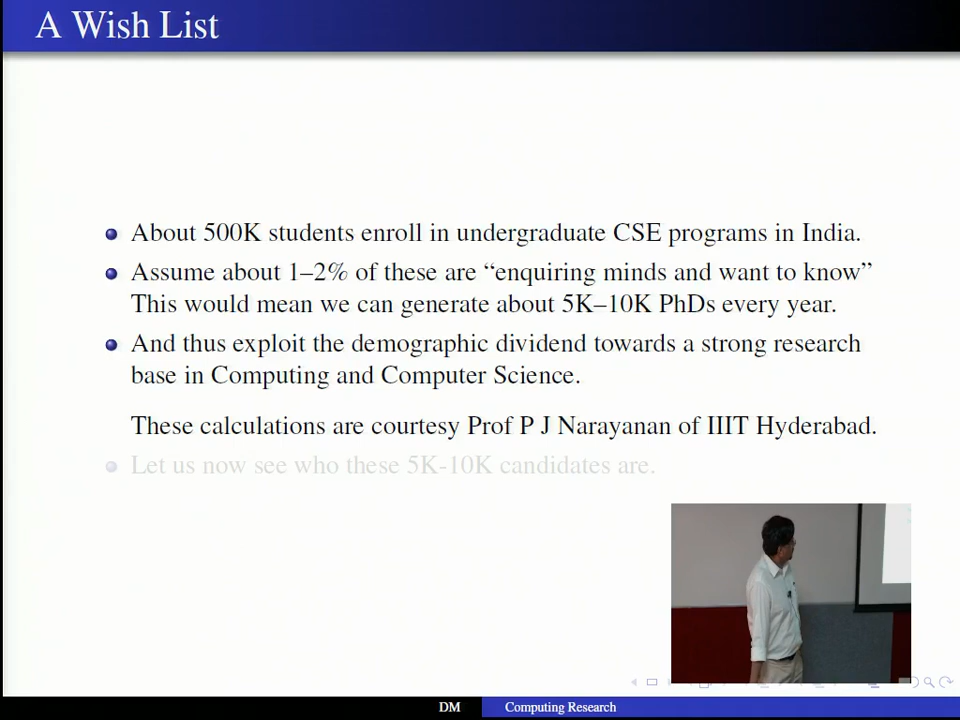 A Wish List
About 500K students enroll in undergraduate CSE programs in India.
Assume about 1–2% of these are “enquiring minds and want to know”
This would mean we can generate about 5K–10K PhDs every year.
And thus exploit the demographic dividend towards a strong research
base in Computing and Computer Science.
These calculations are courtesy Prof P J Narayanan of IIIT Hyderabad.
Let us now see who these 5K-10K candidates are.
DM
Computing Research